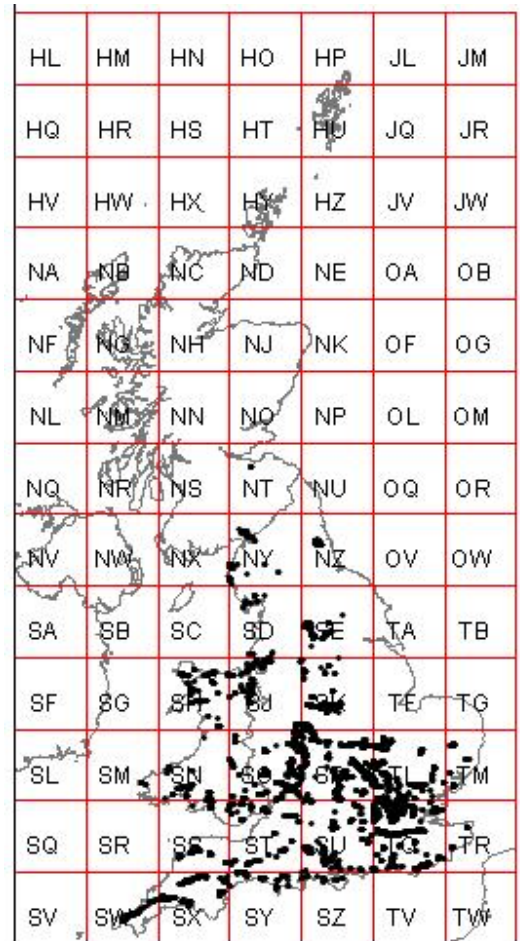 HL HM HN HO HP JL JM
HQ HR HS HT HU JQ JR
HV HW HX HY HZ JV JW
NA NB NC ND NE OA OB
NF NG NH NJ NK OF OG
NL NM NN NO NP OL OM
NQ NR NS NT NU OQ OR
NV NW NX NY NZ OV OW
SA SB SC SD SE TA TB
SF SG SH SJ SK TF TG
SL SM SN SO SP TL TM
SQ SR SS ST SU TQ TR
SV SW SX SY SZ TV TW